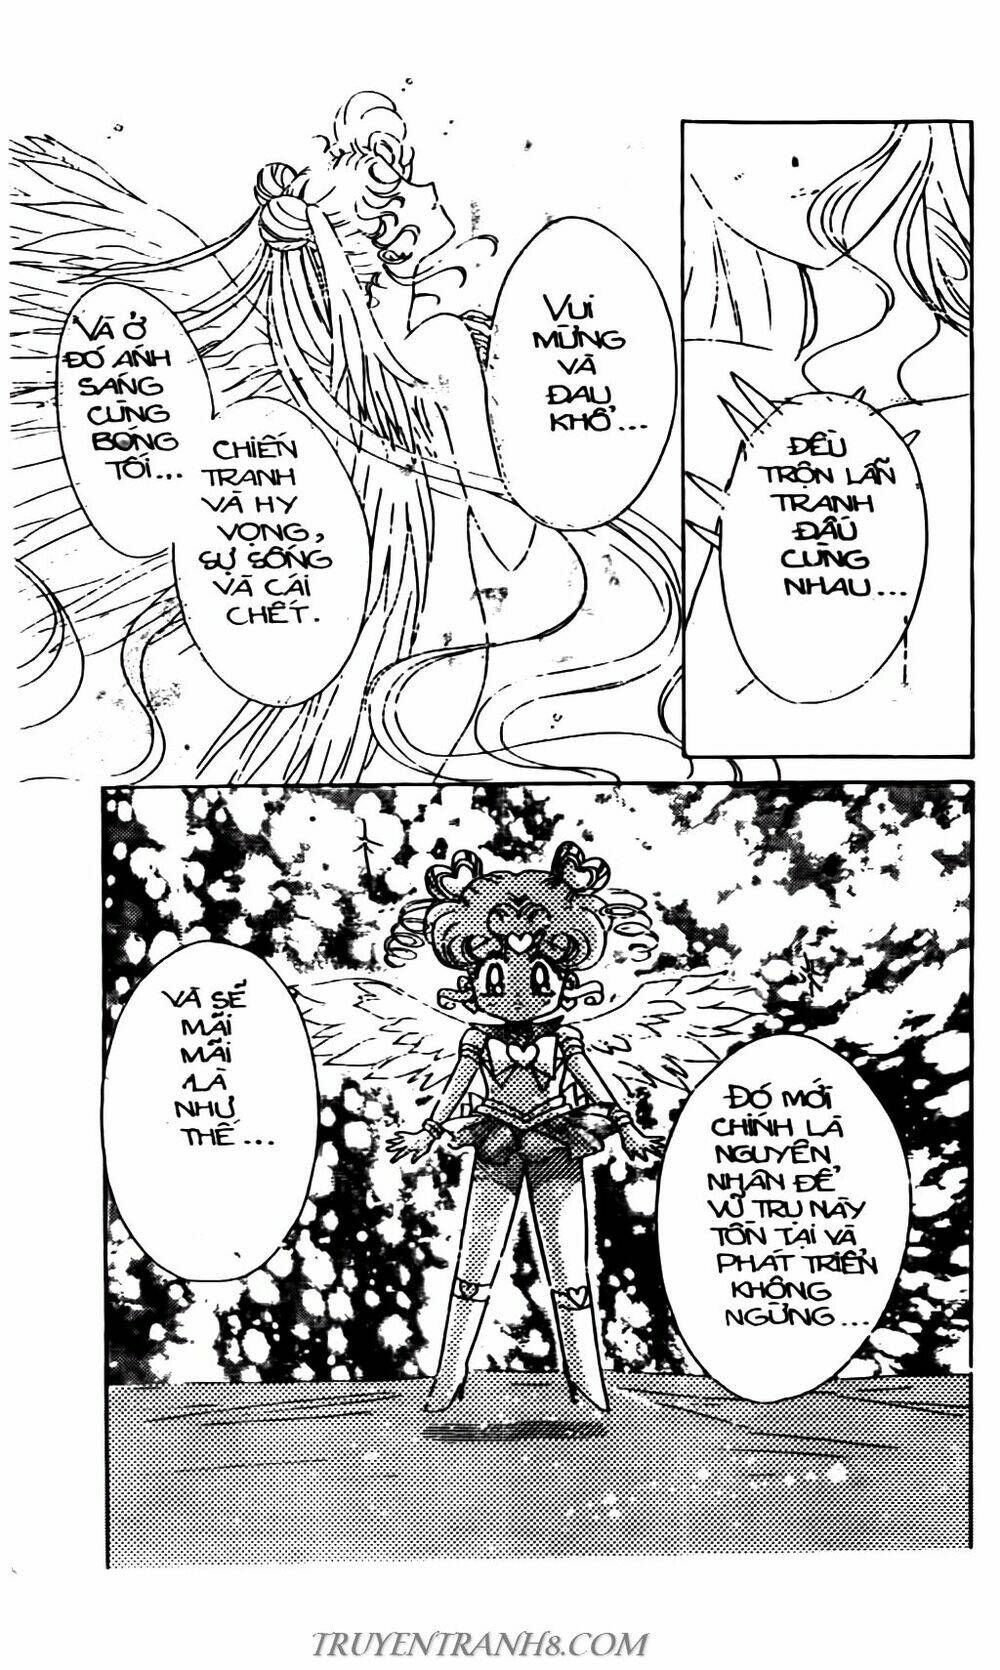 VÀ Ở
ĐÓ ÁNH
SÁNG
CÙNG
BÓNG
TỐI...
CHIẾN
TRANH
VÀ HY
VỌNG,
SỰ SỐNG
VÀ CÁI
CHẾT.
VUI
MỪNG
VÀ
ĐAU
KHỔ...
ĐỀU
TRỘN LẪN
TRANH
ĐẤU
CÙNG
NHAU...
VÀ SẼ
MÃI
MÃI
LÀ
NHƯ
THẾ...
ĐÓ MỚI
CHÍNH LÀ
NGUYÊN
NHÂN ĐỂ
VŨ TRỤ NÀY
TỒN TẠI VÀ
PHÁT TRIỂN
KHÔNG
NGỪNG...
TRUYENTRANH8.COM